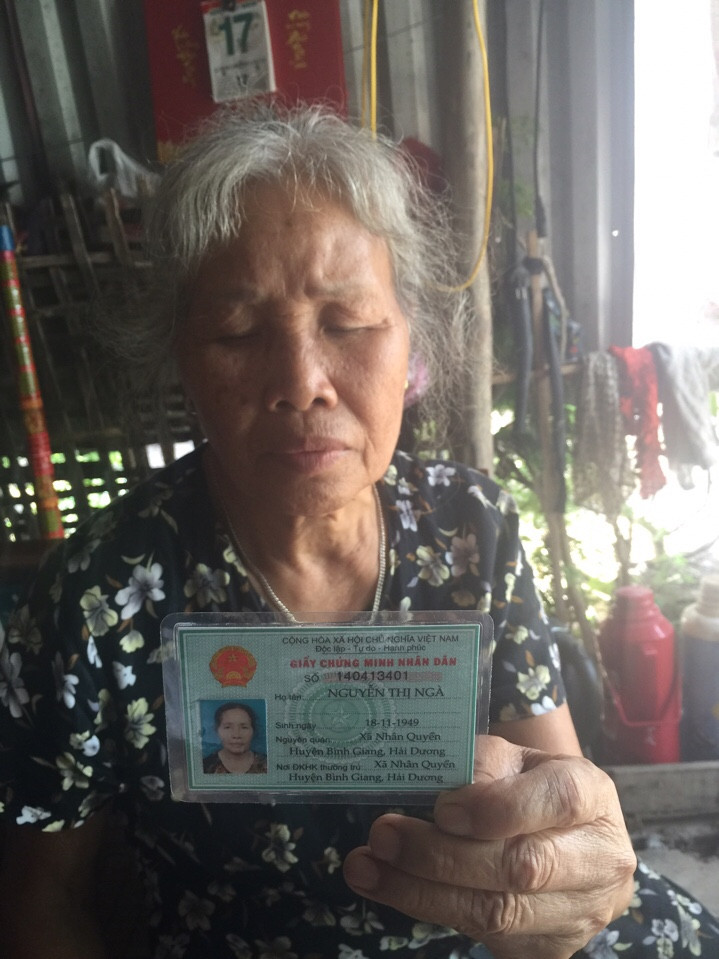 17
17
CỘNG HÒA XÃ HỘI CHỦ NGHĨA VIỆT NAM
Độc lập - Tự do - Hạnh phúc
GIẤY CHỨNG MINH NHÂN DÂN
SỐ 140413401
Họ tên: NGUYỄN THỊ NGÀ
Sinh ngày 18-11-1949
Nguyên quán: Xã Nhân Quyền
Huyện Bình Giang, Hải Dương
Nơi ĐKHK thường trú: Xã Nhân Quyền
Huyện Bình Giang, Hải Dương